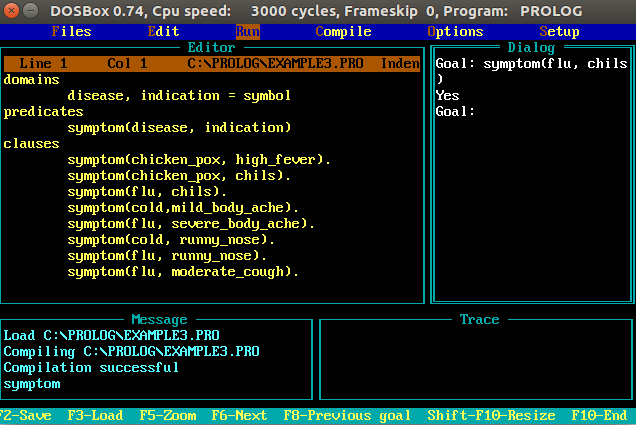 DOSBox 0.74, Cpu speed: 3000 cycles, Frameskip 0, Program: PROLOG
Files Edit Run Compile Options Setup
Editor
Line 1 Col 1 C:\PROLOG\EXAMPLE3.PRO Inden
domains
disease, indication = symbol
predicates
symptom(disease, indication)
clauses
symptom(chicken_pox, high_fever).
symptom(chicken_pox, chils).
symptom(flu, chils).
symptom(cold,mild_body_ache).
symptom(flu, severe_body_ache).
symptom(cold, runny_nose).
symptom(flu, runny_nose).
symptom(flu, moderate_cough).
Dialog
Goal: symptom(flu, chils
)
Yes
Goal:
Message
Load C:\PROLOG\EXAMPLE3.PRO
Compiling C:\PROLOG\EXAMPLE3.PRO
Compilation successful
symptom
Trace
F2-Save F3-Load F5-Zoom F6-Next F8-Previous goal Shift-F10-Resize F10-End